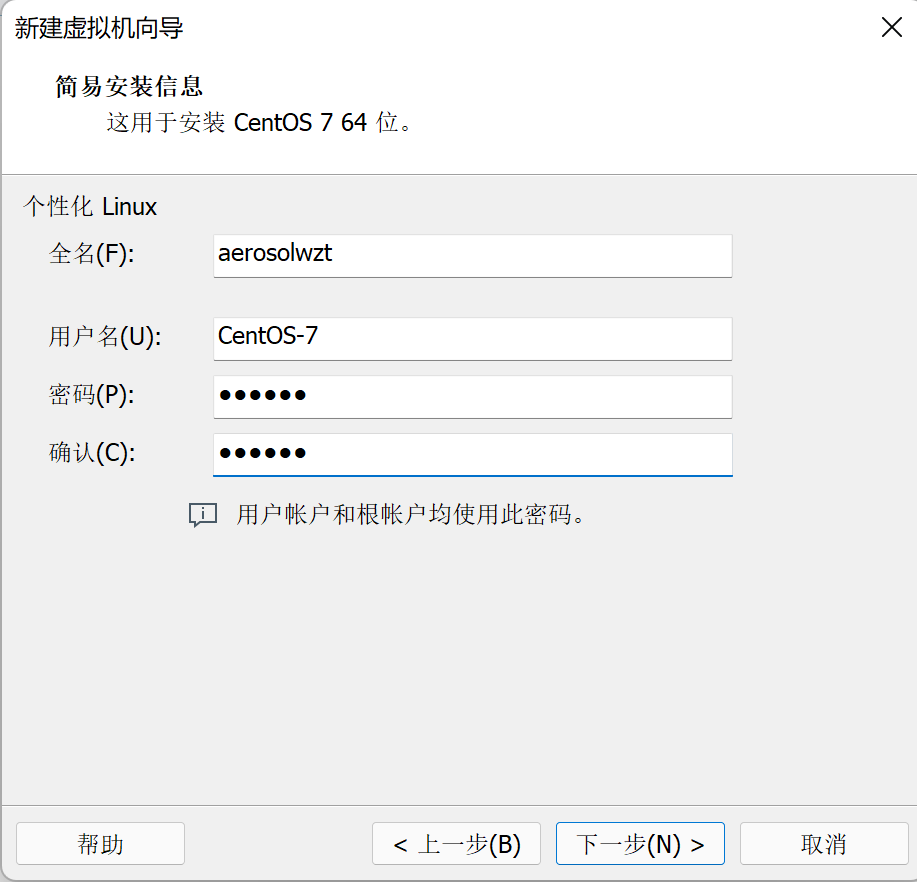 新建虚拟机向导
简易安装信息
这用于安装 CentOS 7 64 位。
个性化 Linux
全名(F):
aerosolwzt
用户名(U):
CentOS-7
密码(P):
●●●●●●
确认(C):
●●●●●●
用户帐户和根帐户均使用此密码。
帮助
< 上一步(B)
下一步(N) >
取消